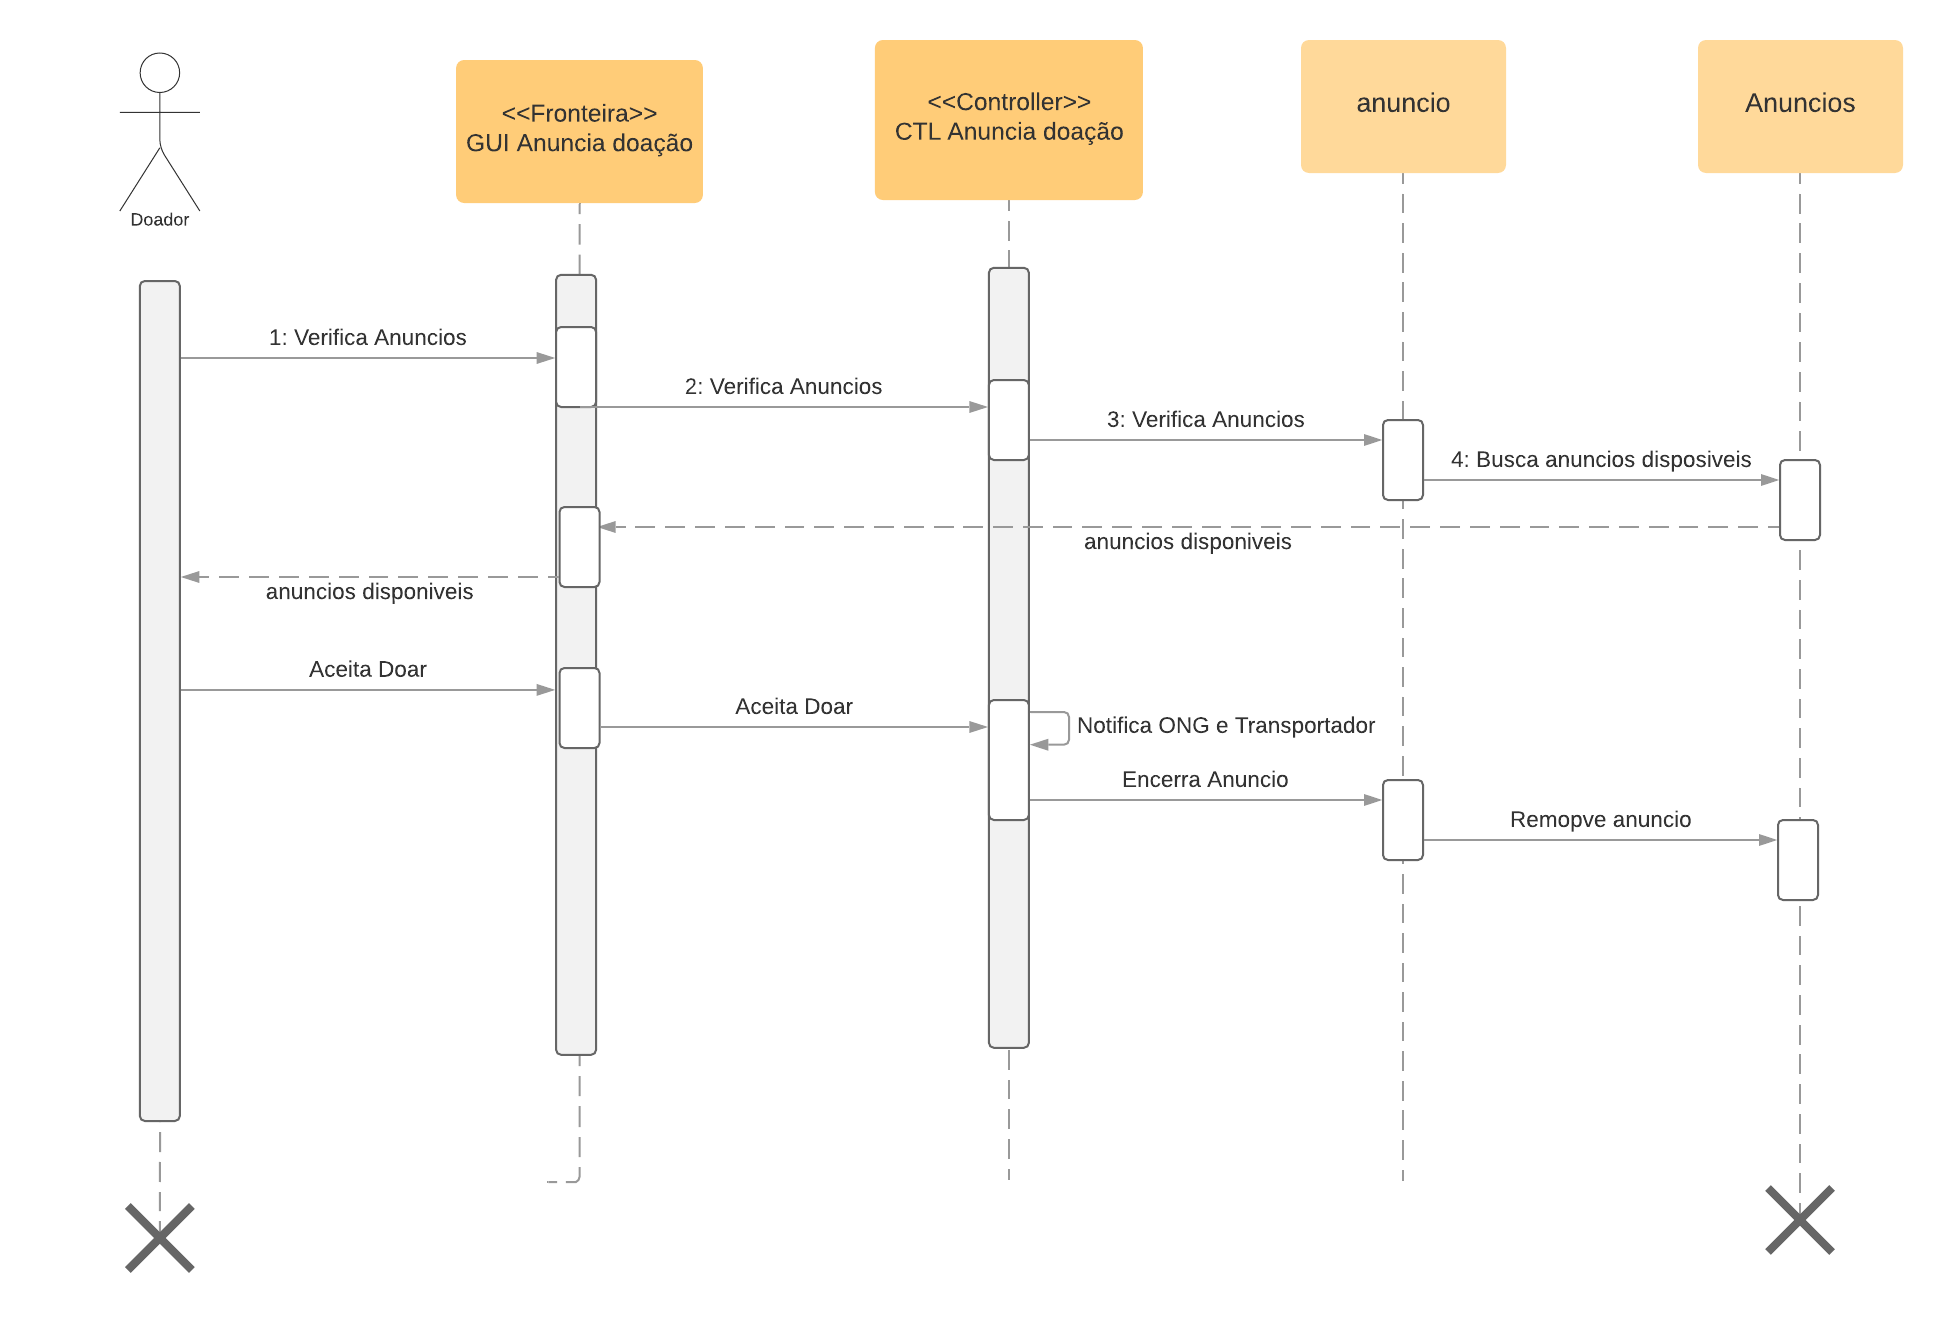 Doador
<<Fronteira>>
GUI Anuncia doação
<<Controller>>
CTL Anuncia doação
anuncio
Anuncios
1: Verifica Anuncios
2: Verifica Anuncios
3: Verifica Anuncios
4: Busca anuncios disposiveis
anuncios disponiveis
anuncios disponiveis
Aceita Doar
Aceita Doar
Notifica ONG e Transportador
Encerra Anuncio
Remopve anuncio